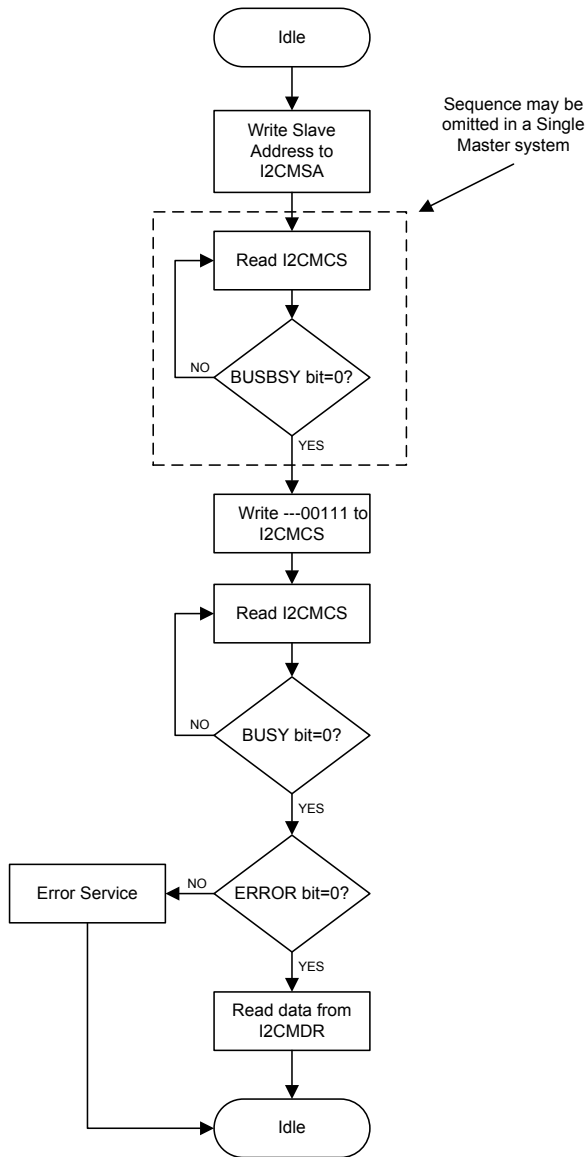 Idle
Write Slave
Address to
I2CMSA
Sequence may be
omitted in a Single
Master system
Read I2CMCS
BUSBSY bit=0?
NO
YES
Write ---00111 to
I2CMCS
Read I2CMCS
BUSY bit=0?
NO
YES
ERROR bit=0?
NO
Error Service
YES
Read data from
I2CMDR
Idle